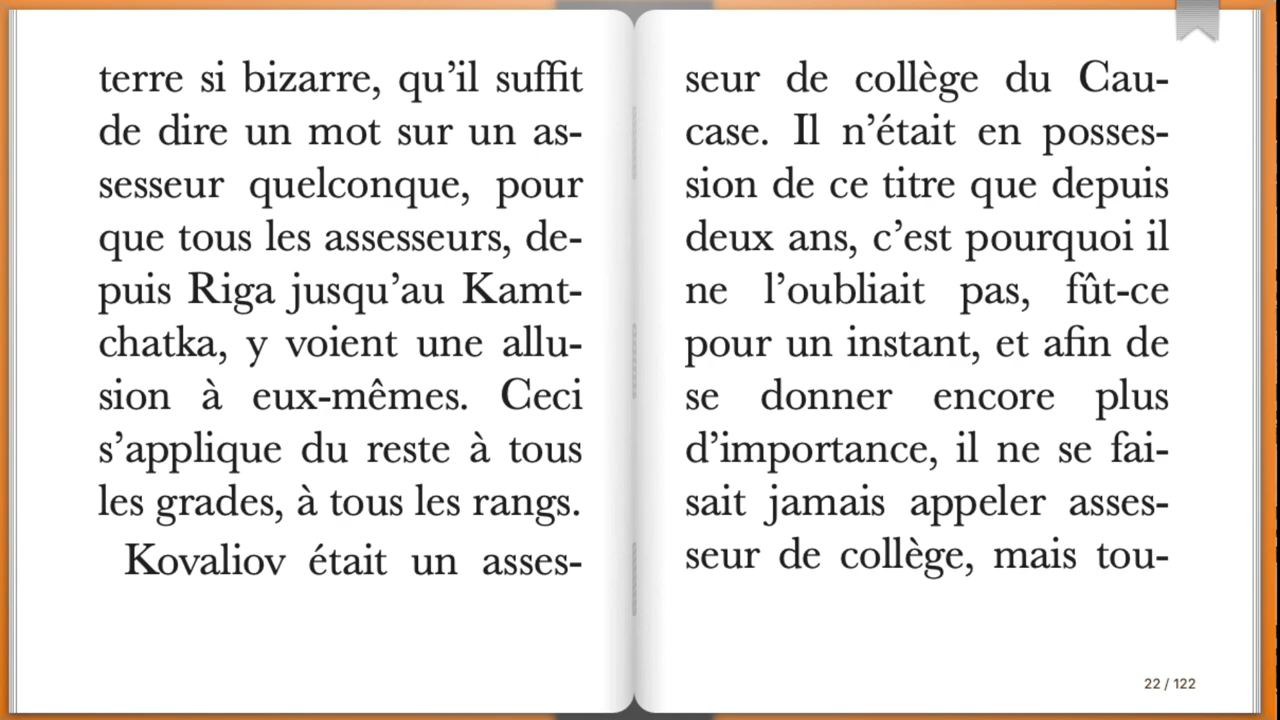 terre si bizarre, qu’il suffit
de dire un mot sur un as-
sesseur quelconque, pour
que tous les assesseurs, de-
puis Riga jusqu’au Kamt-
chatka, y voient une allu-
sion à eux-mêmes. Ceci
s’applique du reste à tous
les grades, à tous les rangs.
Kovaliov était un asses-
seur de collège du Cau-
case. Il n’était en posses-
sion de ce titre que depuis
deux ans, c’est pourquoi il
ne l’oubliait pas, fût-ce
pour un instant, et afin de
se donner encore plus
d’importance, il ne se fai-
sait jamais appeler asses-
seur de collège, mais tou-
22 / 122